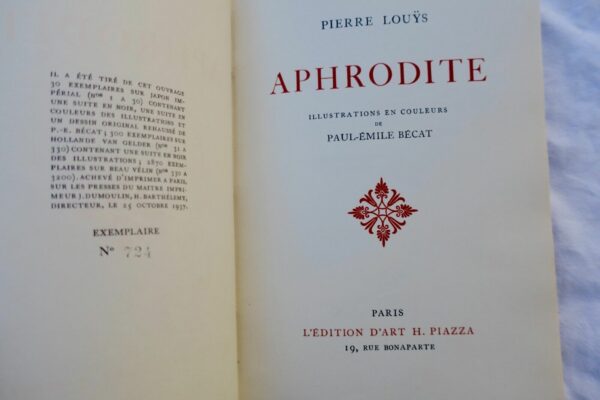 IL A ÉTÉ TIRÉ DE CET OUVRAGE
30 EXEMPLAIRES SUR JAPON IM-
PÉRIAL (Nos 1 A 30) CONTENANT
UNE SUITE EN NOIR, UNE SUITE EN
COULEURS DES ILLUSTRATIONS ET
UN DESSIN ORIGINAL REHAUSSÉ DE
P.-E. BÉCAT; 300 EXEMPLAIRES SUR
HOLLANDE VAN GELDER (Nos 31 A
330) CONTENANT UNE SUITE EN NOIR
DES ILLUSTRATIONS; 2870 EXEM-
PLAIRES SUR BEAU VÉLIN (Nos 330 A
3200). ACHEVÉ D'IMPRIMER A PARIS,
SUR LES PRESSES DU MAITRE IMPRI-
MEUR J. DUMOULIN, H. BARTHÉLEMY,
DIRECTEUR, LE 25 OCTOBRE 1937.
EXEMPLAIRE
No 724
PIERRE LOUŸS
APHRODITE
ILLUSTRATIONS EN COULEURS
DE
PAUL-ÉMILE BÉCAT
PARIS
L'ÉDITION D'ART H. PIAZZA
19, RUE BONAPARTE